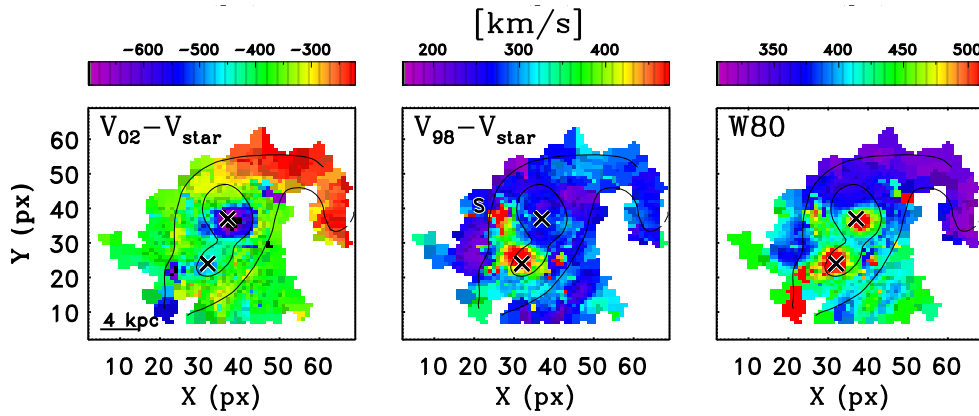 [km/s]
-600 -500 -400 -300
200 300 400
350 400 450 500
V02-Vstar
V98-Vstar
W80
S
4 kpc
Y (px)
60
50
40
30
20
10
10 20 30 40 50 60
10 20 30 40 50 60
10 20 30 40 50 60
X (px)
X (px)
X (px)